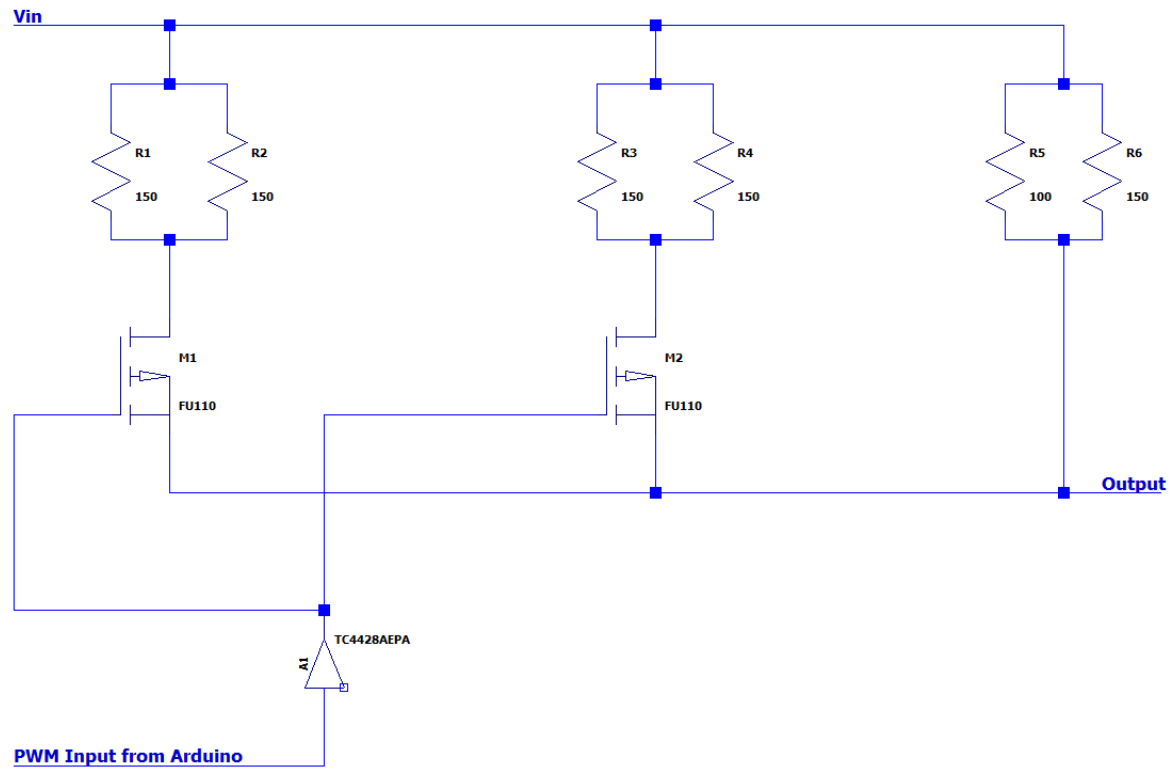 Vin
R1
150
R2
150
R3
150
R4
150
R5
100
R6
150
M1
FU110
M2
FU110
Output
TC4428AEPA
A1
PWM Input from Arduino